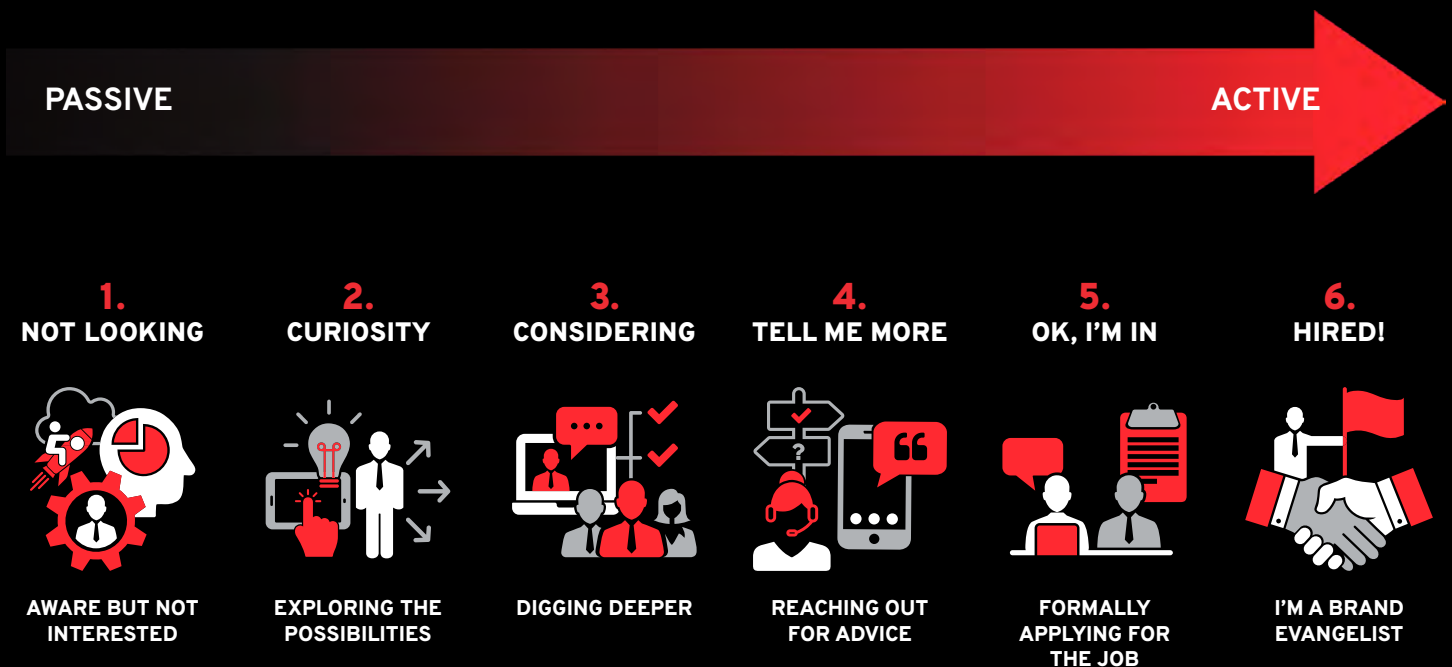 PASSIVE
ACTIVE
1.
NOT LOOKING
AWARE BUT NOT
INTERESTED
2.
CURIOSITY
EXPLORING THE
POSSIBILITIES
3.
CONSIDERING
DIGGING DEEPER
4.
TELL ME MORE
?
“
REACHING OUT
FOR ADVICE
5.
OK, I’M IN
FORMALLY
APPLYING FOR
THE JOB
6.
HIRED!
I’M A BRAND
EVANGELIST